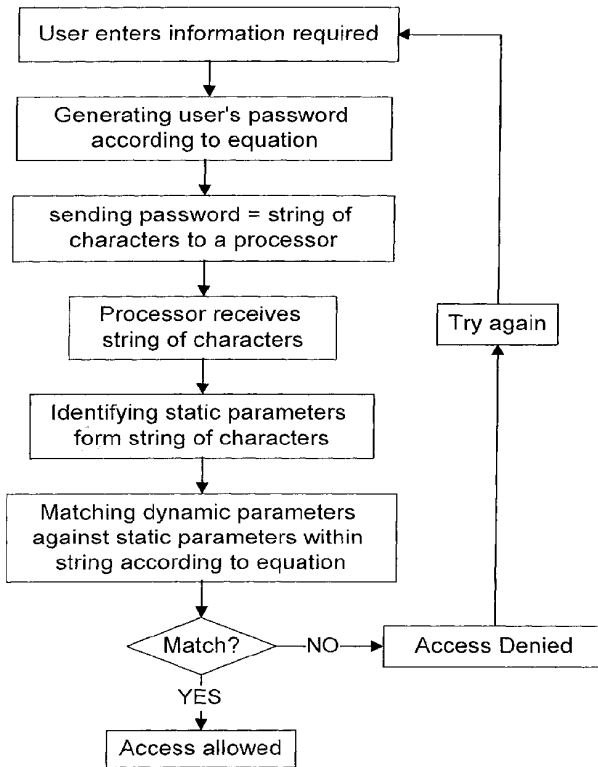 User enters information required
Generating user's password
according to equation
sending password = string of
characters to a processor
Processor receives
string of characters
Try again
Identifying static parameters
form string of characters
Matching dynamic parameters
against static parameters within
string according to equation
Match?
NO
Access Denied
YES
Access allowed